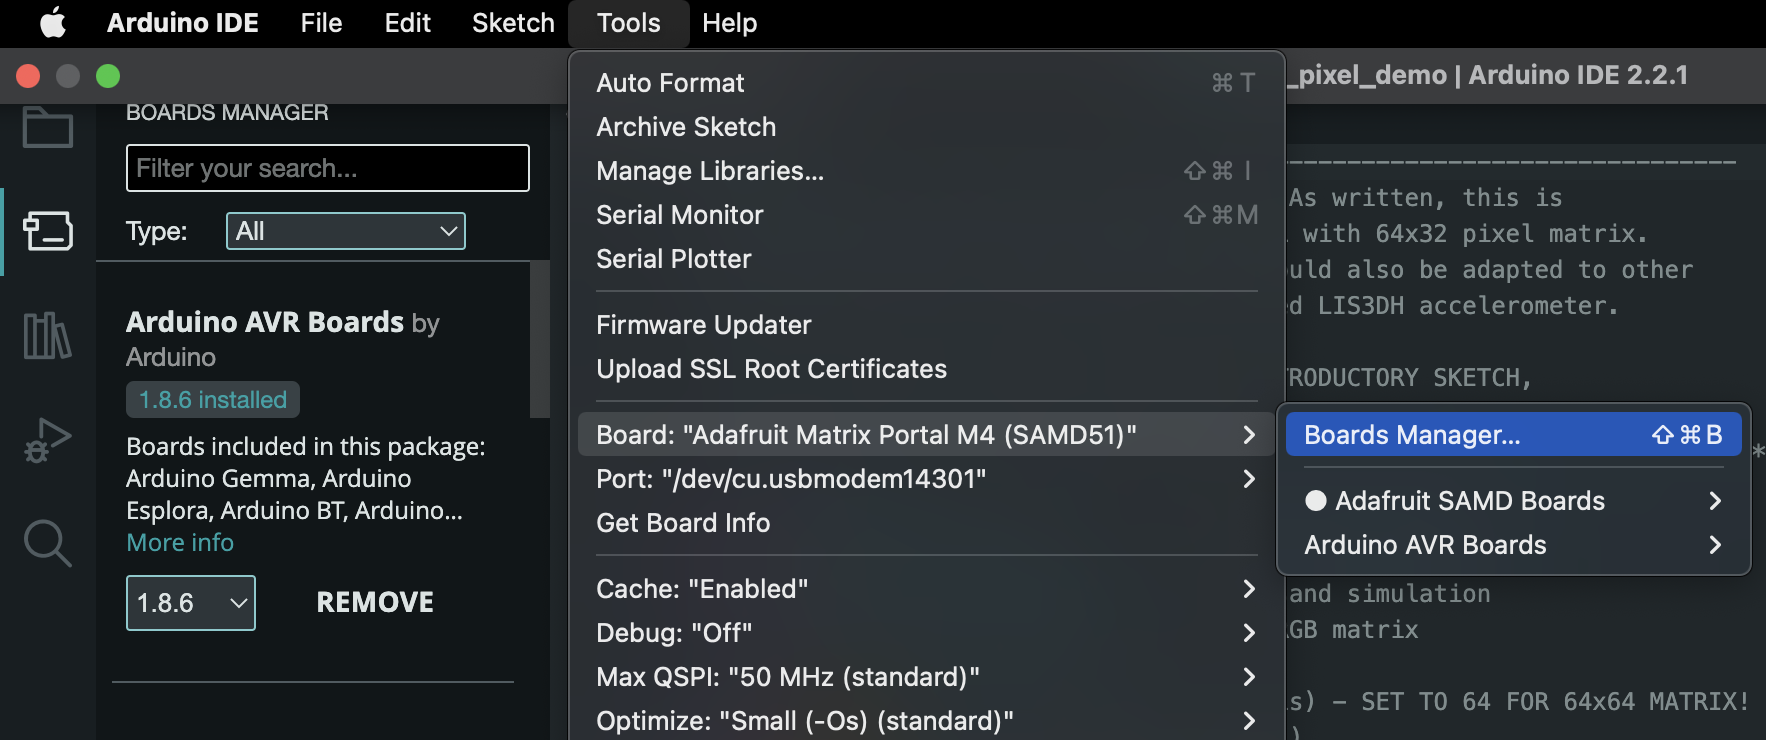 Arduino IDE File Edit Sketch Tools Help
_pixel_demo | Arduino IDE 2.2.1
BOARDS MANAGER
Filter your search...
Type: All
Arduino AVR Boards by
Arduino
1.8.6 installed
Boards included in this package:
Arduino Gemma, Arduino
Esplora, Arduino BT, Arduino...
More info
1.8.6 REMOVE
Auto Format ⌘ T
Archive Sketch
Manage Libraries... ⇧⌘ I
Serial Monitor ⇧⌘M
Serial Plotter
Firmware Updater
Upload SSL Root Certificates
Board: "Adafruit Matrix Portal M4 (SAMD51)"
Port: "/dev/cu.usbmodem14301"
Get Board Info
Cache: "Enabled"
Debug: "Off"
Max QSPI: "50 MHz (standard)"
Optimize: "Small (-Os) (standard)"
Boards Manager... ⇧⌘B
Adafruit SAMD Boards
Arduino AVR Boards
As written, this is
with 64x32 pixel matrix.
uld also be adapted to other
d LIS3DH accelerometer.
RODUCTORY SKETCH,
*
and simulation
GB matrix
s) - SET TO 64 FOR 64x64 MATRIX!
)